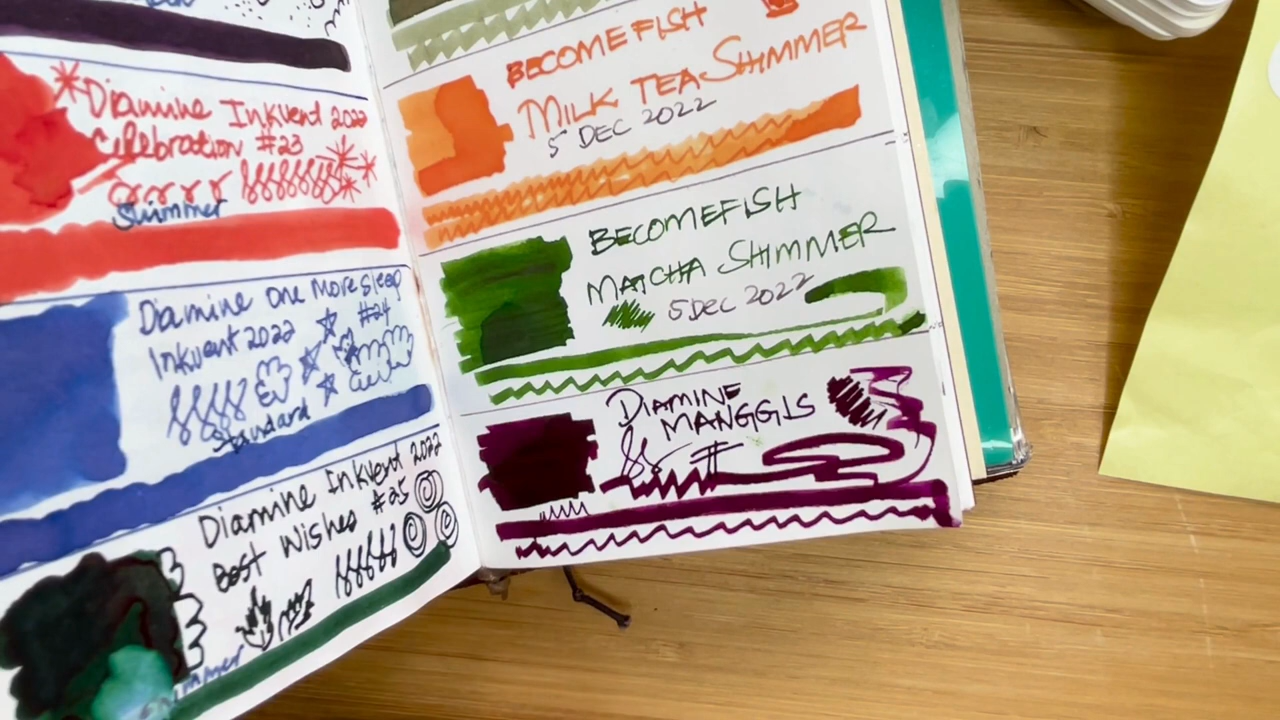 Diamine Inkvent 2022
Celebration #23
Shimmer
Diamine One More Sleep
Inkvent 2022 #24
Standard
Diamine Inkvent 2022
Best Wishes #25
BECOMEFISH
MILK TEA SHIMMER
5 DEC 2022
BECOMEFISH
MATCHA SHIMMER
5 DEC 2022
DIAMINE
MANGGIS